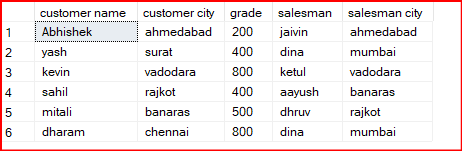 customer name customer city grade salesman salesman city
1 Abhishek ahmedabad 200 jaivin ahmedabad
2 yash surat 400 dina mumbai
3 kevin vadodara 800 ketul vadodara
4 sahil rajkot 400 aayush banaras
5 mitali banaras 500 dhruv rajkot
6 dharam chennai 800 dina mumbai